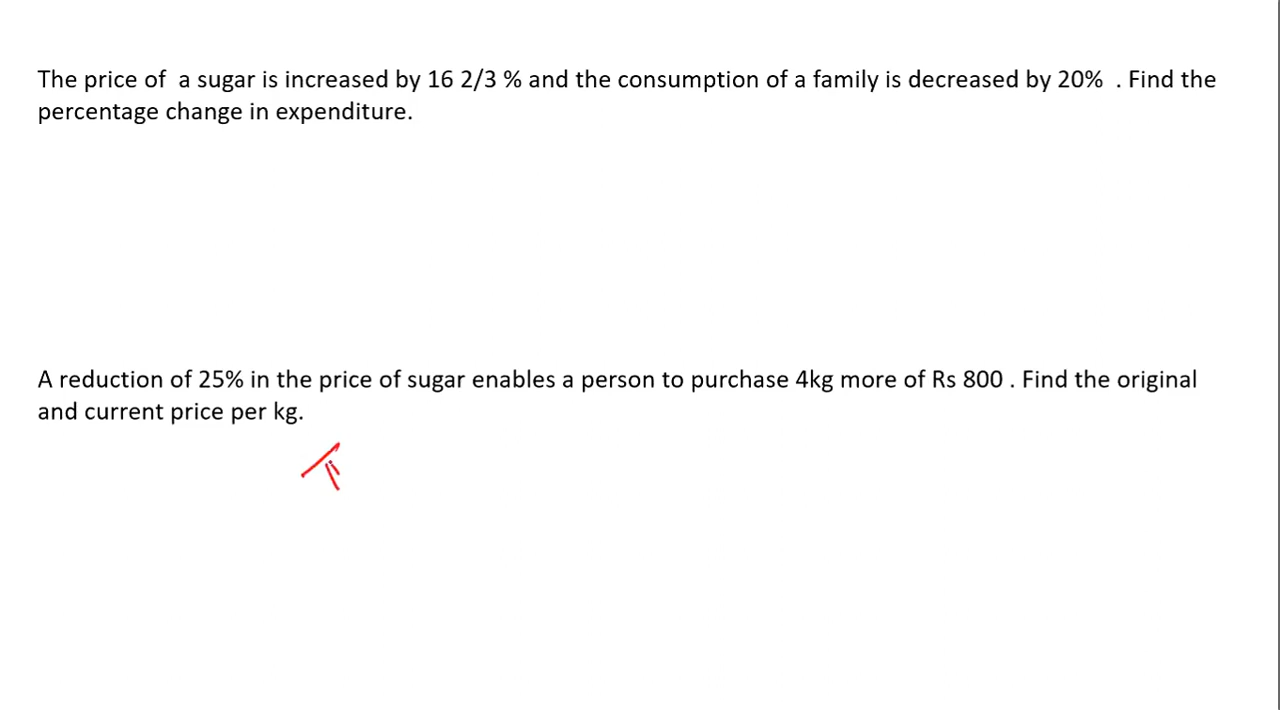 The price of  a sugar is increased by 16 2/3 % and the consumption of a family is decreased by 20%  . Find the
percentage change in expenditure.
A reduction of 25% in the price of sugar enables a person to purchase 4kg more of Rs 800 . Find the original
and current price per kg.